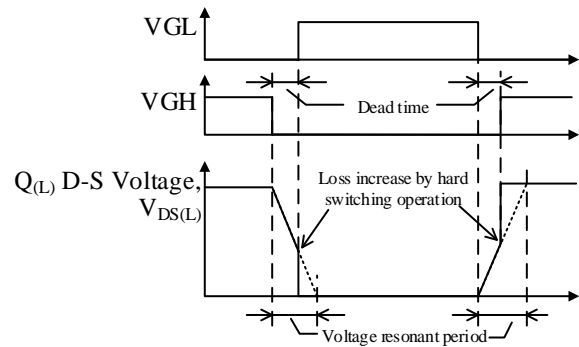 VGL
VGH
Dead time
Q(L) D-S Voltage,
VDS(L)
Loss increase by hard
switching operation
Voltage resonant period